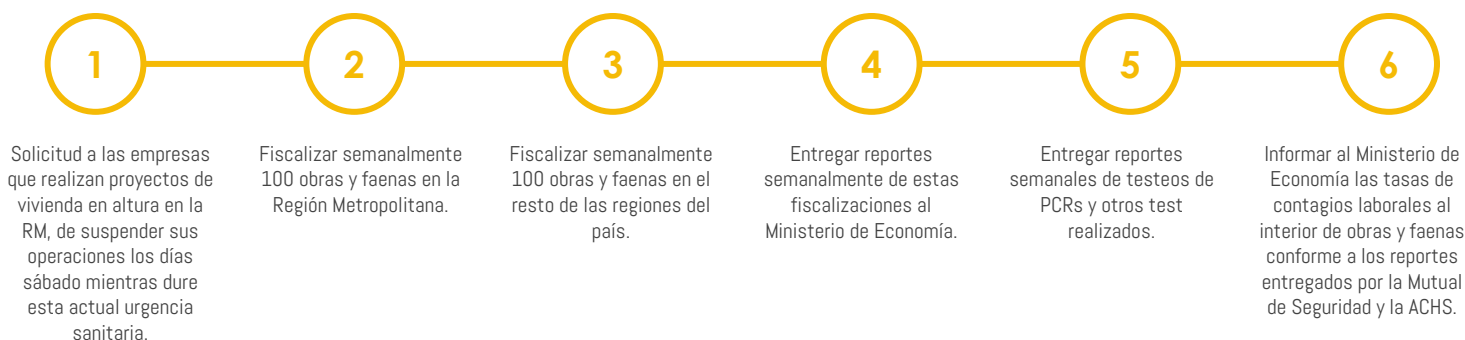 1
Solicitud a las empresas
que realizan proyectos de
vivienda en altura en la
RM, de suspender sus
operaciones los días
sábado mientras dure
esta actual urgencia
sanitaria.
2
Fiscalizar semanalmente
100 obras y faenas en la
Región Metropolitana.
3
Fiscalizar semanalmente
100 obras y faenas en el
resto de las regiones del
país.
4
Entregar reportes
semanalmente de estas
fiscalizaciones al
Ministerio de Economía.
5
Entregar reportes
semanales de testeos de
PCRs y otros test
realizados.
6
Informar al Ministerio de
Economía las tasas de
contagios laborales al
interior de obras y faenas
conforme a los reportes
entregados por la Mutual
de Seguridad y la ACHS.